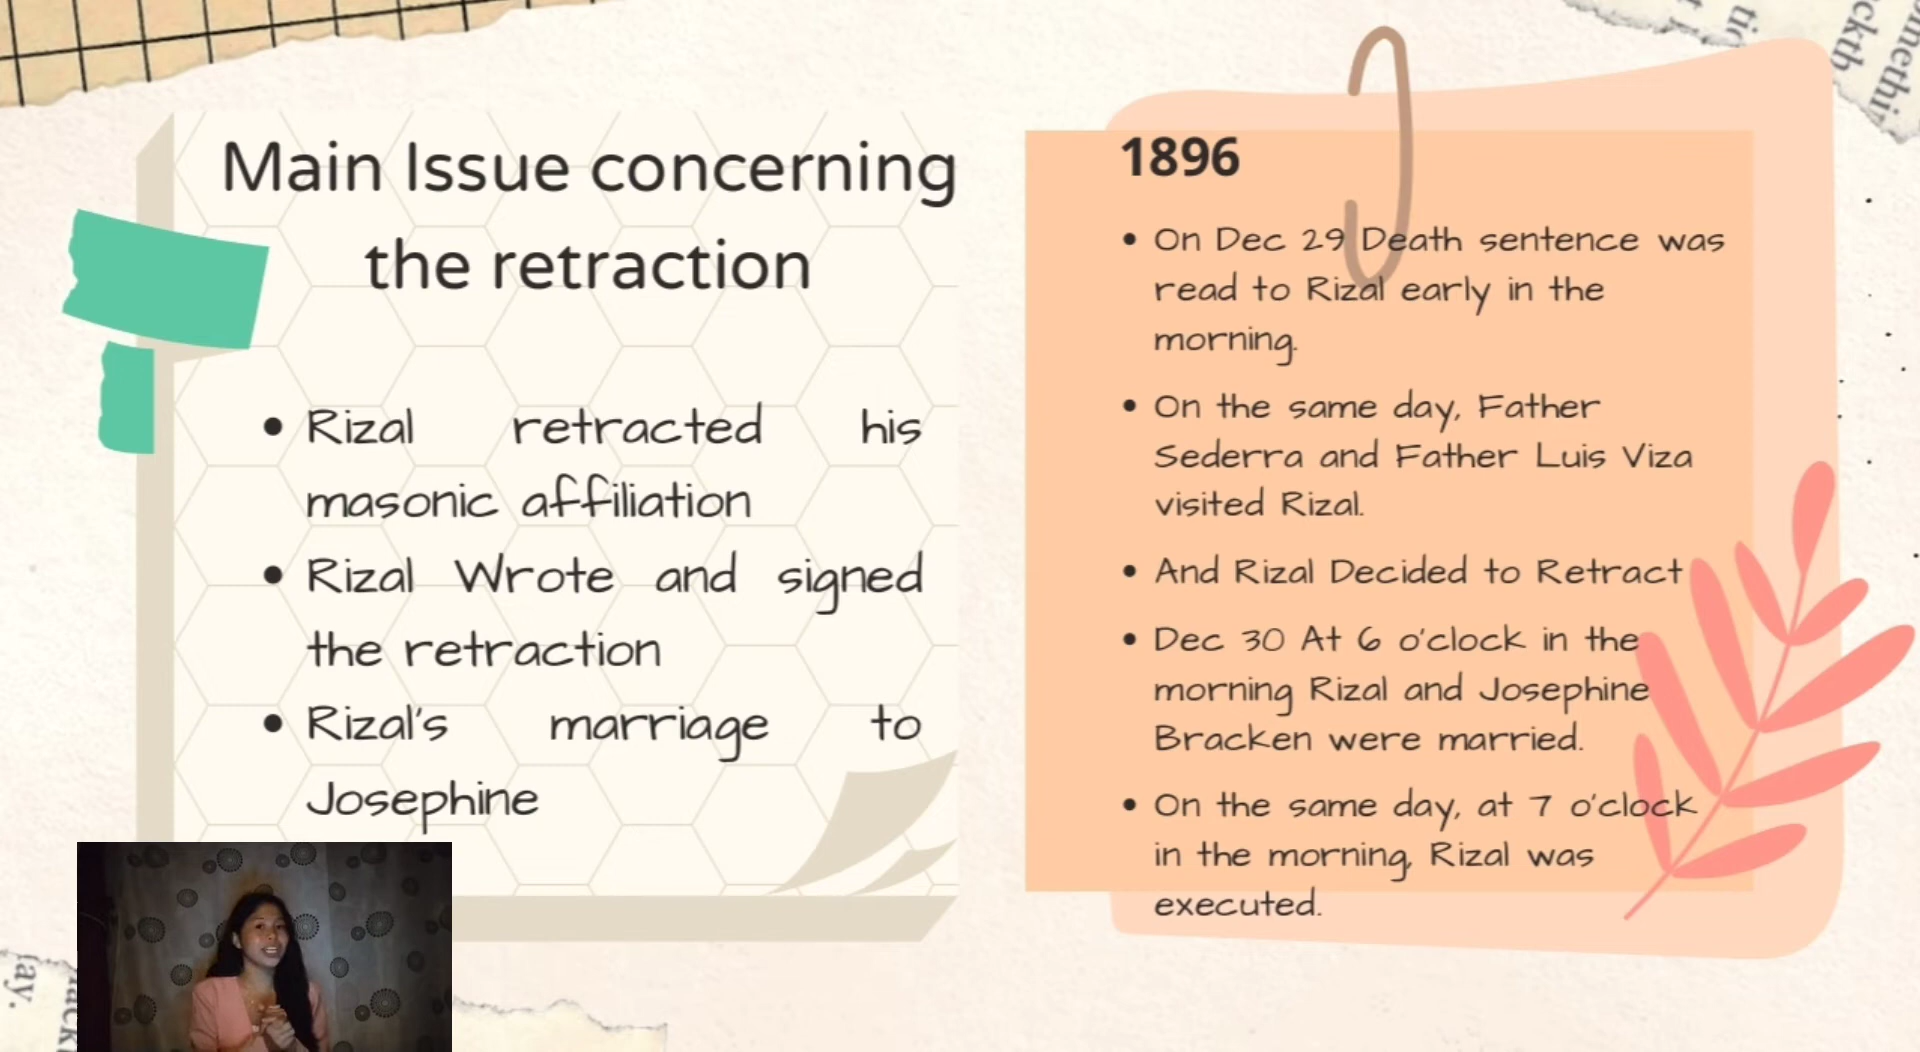 Main Issue concerning
the retraction
Rizal retracted his
masonic affiliation
Rizal Wrote and signed
the retraction
Rizal's marriage to
Josephine
1896
On Dec 29 Death sentence was
read to Rizal early in the
morning.
On the same day, Father
Sederra and Father Luis Viza
visited Rizal.
And Rizal Decided to Retract
Dec 30 At 6 o'clock in the
morning Rizal and Josephine
Bracken were married.
On the same day, at 7 o'clock
in the morning, Rizal was
executed.
ckth
ay.